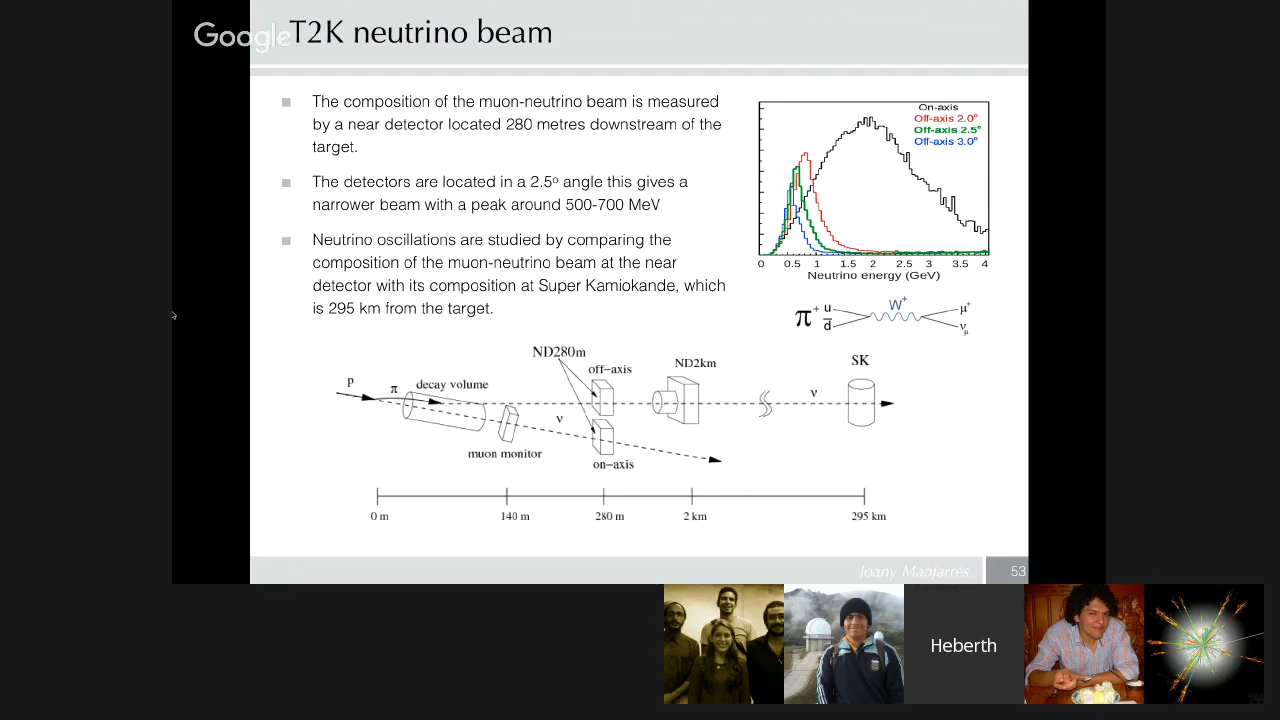 Google
T2K neutrino beam
The composition of the muon-neutrino beam is measured
by a near detector located 280 metres downstream of the
target.
The detectors are located in a 2.5º angle this gives a
narrower beam with a peak around 500-700 MeV
Neutrino oscillations are studied by comparing the
composition of the muon-neutrino beam at the near
detector with its composition at Super Kamiokande, which
is 295 km from the target.
On-axis
Off-axis 2.0°
Off-axis 2.5°
Off-axis 3.0°
0 0.5 1 1.5 2 2.5 3 3.5 4
Neutrino energy (GeV)
π⁺ u d̅ W⁺ μ⁺ νμ
ND280m
off-axis
ND2km
SK
p
π
decay volume
ν
ν
muon monitor
on-axis
0 m 140 m 280 m 2 km 295 km
Joany Manjarrés 53
Heberth